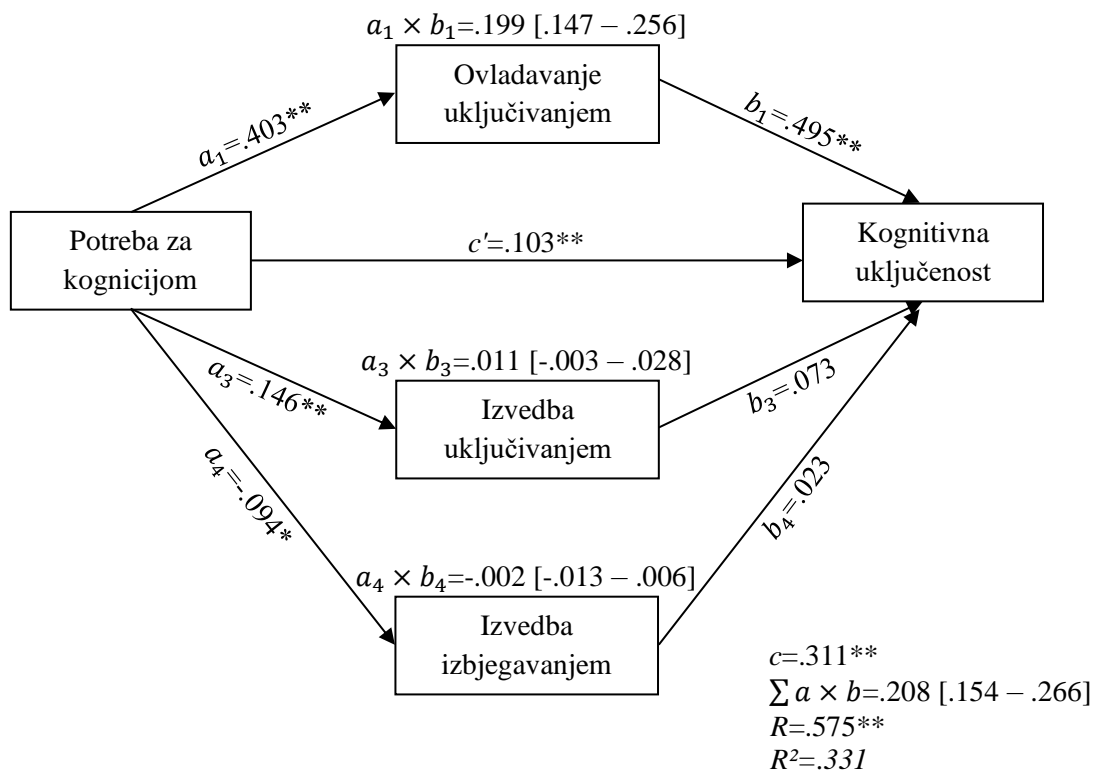 a₁ × b₁=.199 [.147 – .256]
Ovladavanje
uključivanjem
a₁=.403**
b₁=.495**
Potreba za
kognicijom
c'=.103**
Kognitivna
uključenost
a₃ × b₃=.011 [-.003 – .028]
a₃=.146**
Izvedba
uključivanjem
b₃=.073
a₄=-.094*
b₄=.023
a₄ × b₄=-.002 [-.013 – .006]
Izvedba
izbjegavanjem
c=.311**
∑ a × b=.208 [.154 – .266]
R=.575**
R²=.331